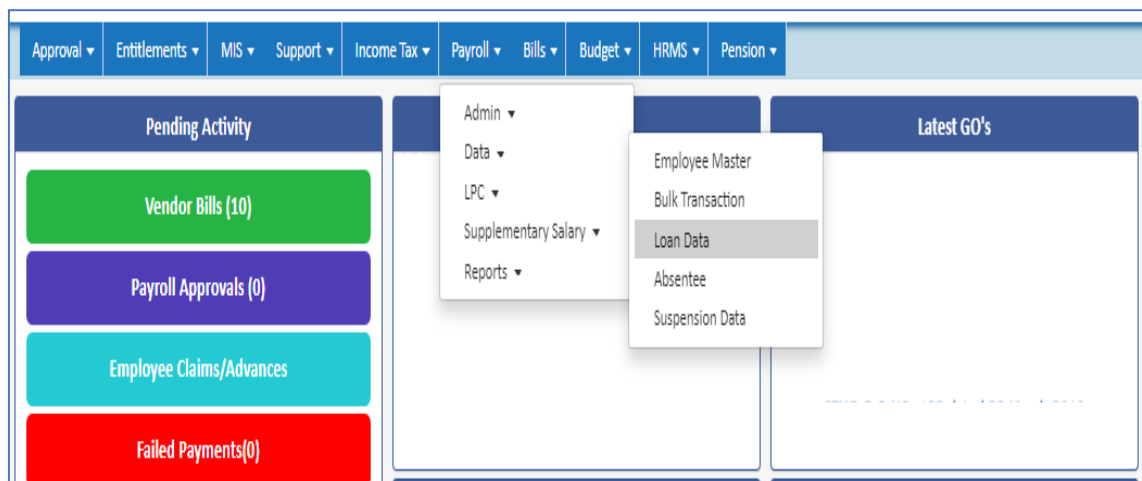 Approval Entitlements MIS Support Income Tax Payroll Bills Budget HRMS Pension
Pending Activity
Vendor Bills (10)
Payroll Approvals (0)
Employee Claims/Advances
Failed Payments(0)
Admin
Data
LPC
Supplementary Salary
Reports
Employee Master
Bulk Transaction
Loan Data
Absentee
Suspension Data
Latest GO's